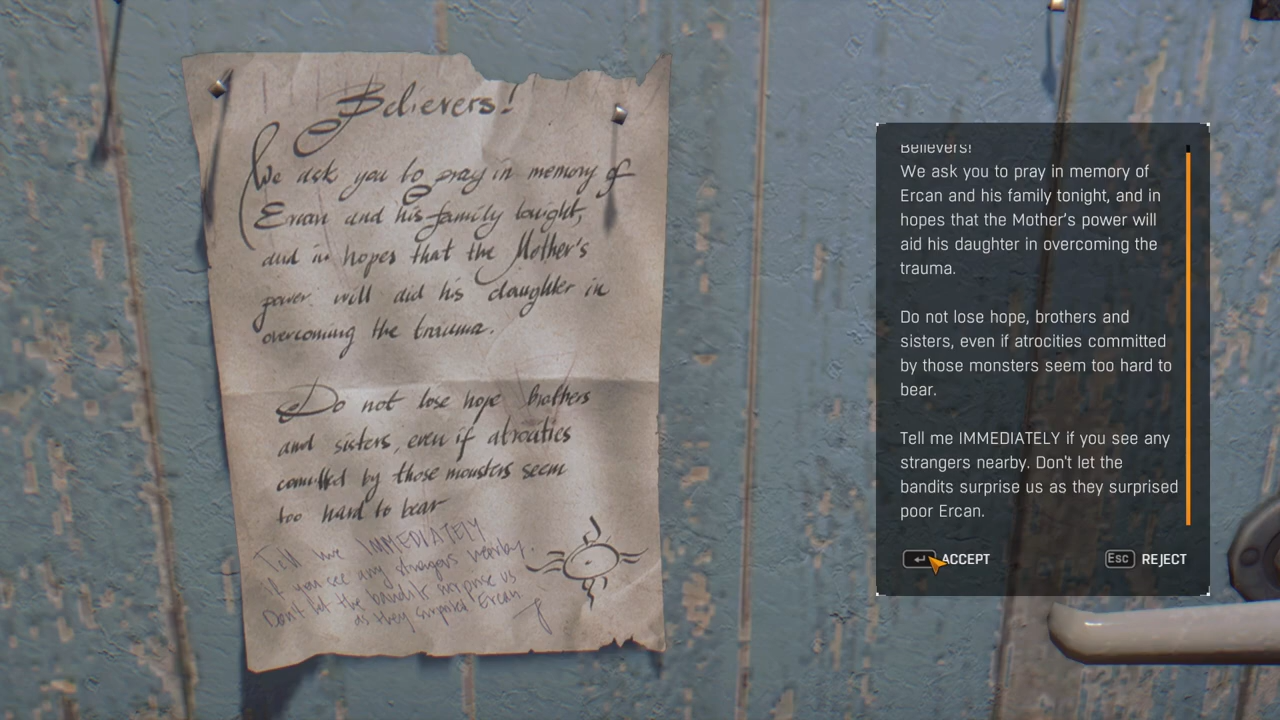 Believers!
We ask you to pray in memory of
Ercan and his family tonight,
and in hopes that the Mother's
power will aid his daughter in
overcoming the trauma.
Do not lose hope brothers
and sisters, even if atrocities
committed by those monsters seem
too hard to bear
Tell me IMMEDIATELY
if you see any strangers nearby.
Don't let the bandits surprise us
as they surprised Ercan
Believers!
We ask you to pray in memory of
Ercan and his family tonight, and in
hopes that the Mother's power will
aid his daughter in overcoming the
trauma.
Do not lose hope, brothers and
sisters, even if atrocities committed
by those monsters seem too hard to
bear.
Tell me IMMEDIATELY if you see any
strangers nearby. Don't let the
bandits surprise us as they surprised
poor Ercan.
ACCEPT
Esc REJECT